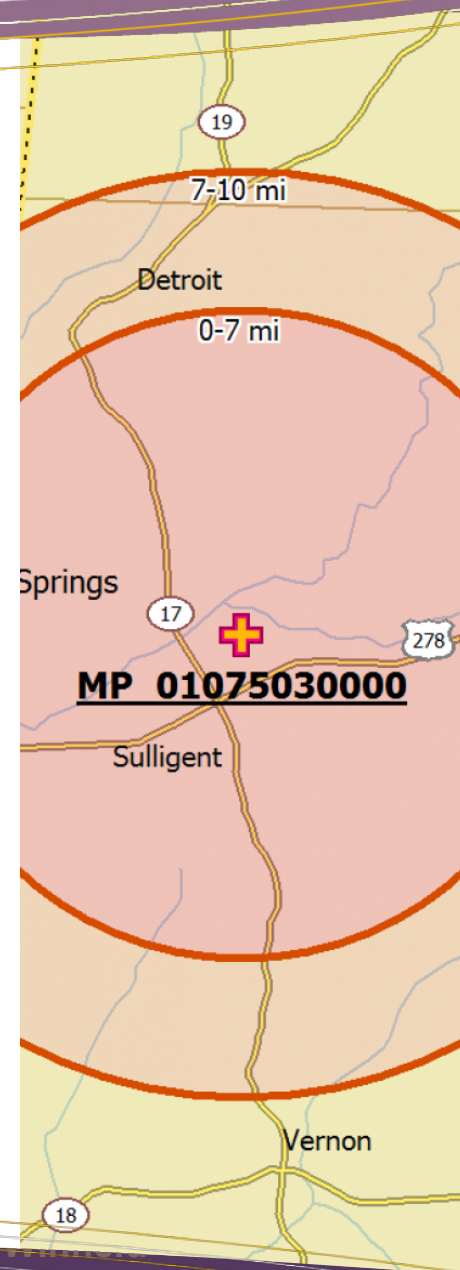 19
7-10 mi
Detroit
0-7 mi
Springs
17
278
MP 01075030000
Sulligent
Vernon
18